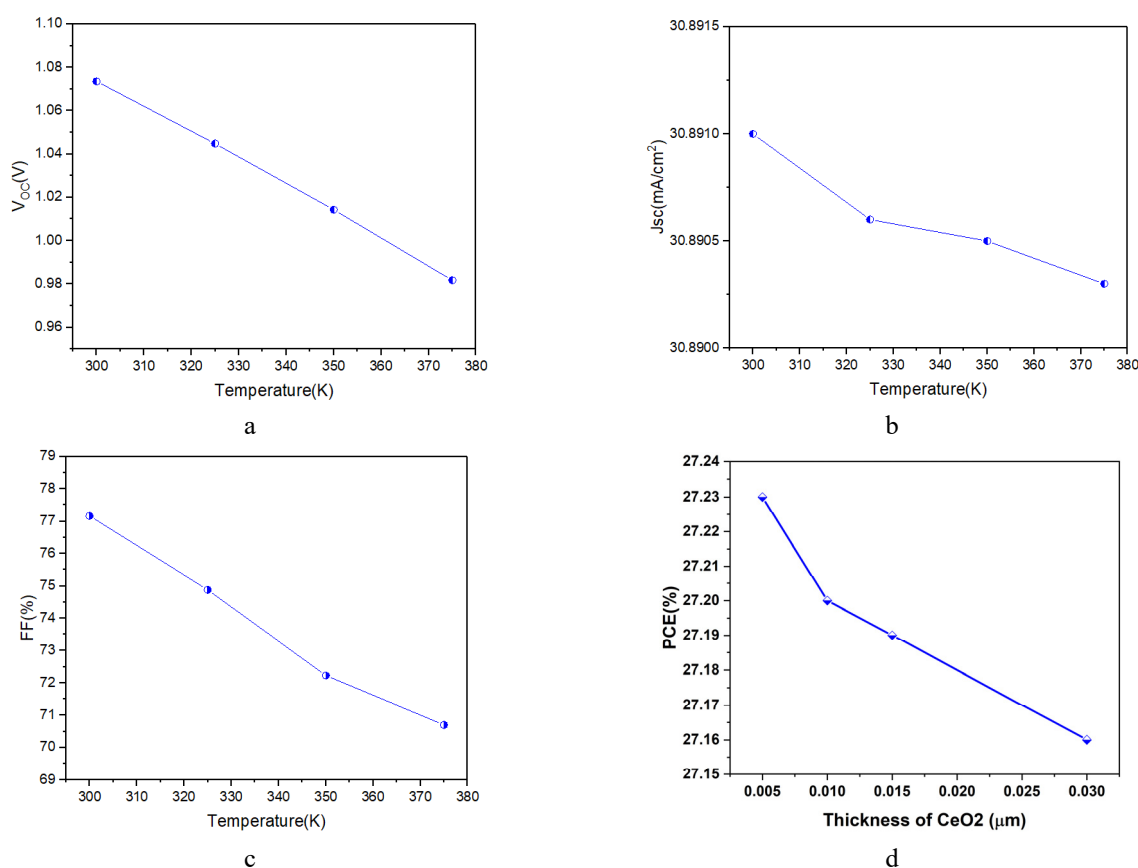 1.10
1.08
1.06
1.04
1.02
1.00
0.98
0.96
V_OC(V)
300 310 320 330 340 350 360 370 380
Temperature(K)
a
30.8915
30.8910
30.8905
30.8900
Jsc(mA/cm²)
300 310 320 330 340 350 360 370 380
Temperature(K)
b
79
78
77
76
75
74
73
72
71
70
69
FF(%)
300 310 320 330 340 350 360 370 380
Temperature(K)
c
27.24
27.23
27.22
27.21
27.20
27.19
27.18
27.17
27.16
27.15
PCE(%)
0.005 0.010 0.015 0.020 0.025 0.030
Thickness of CeO2 (μm)
d